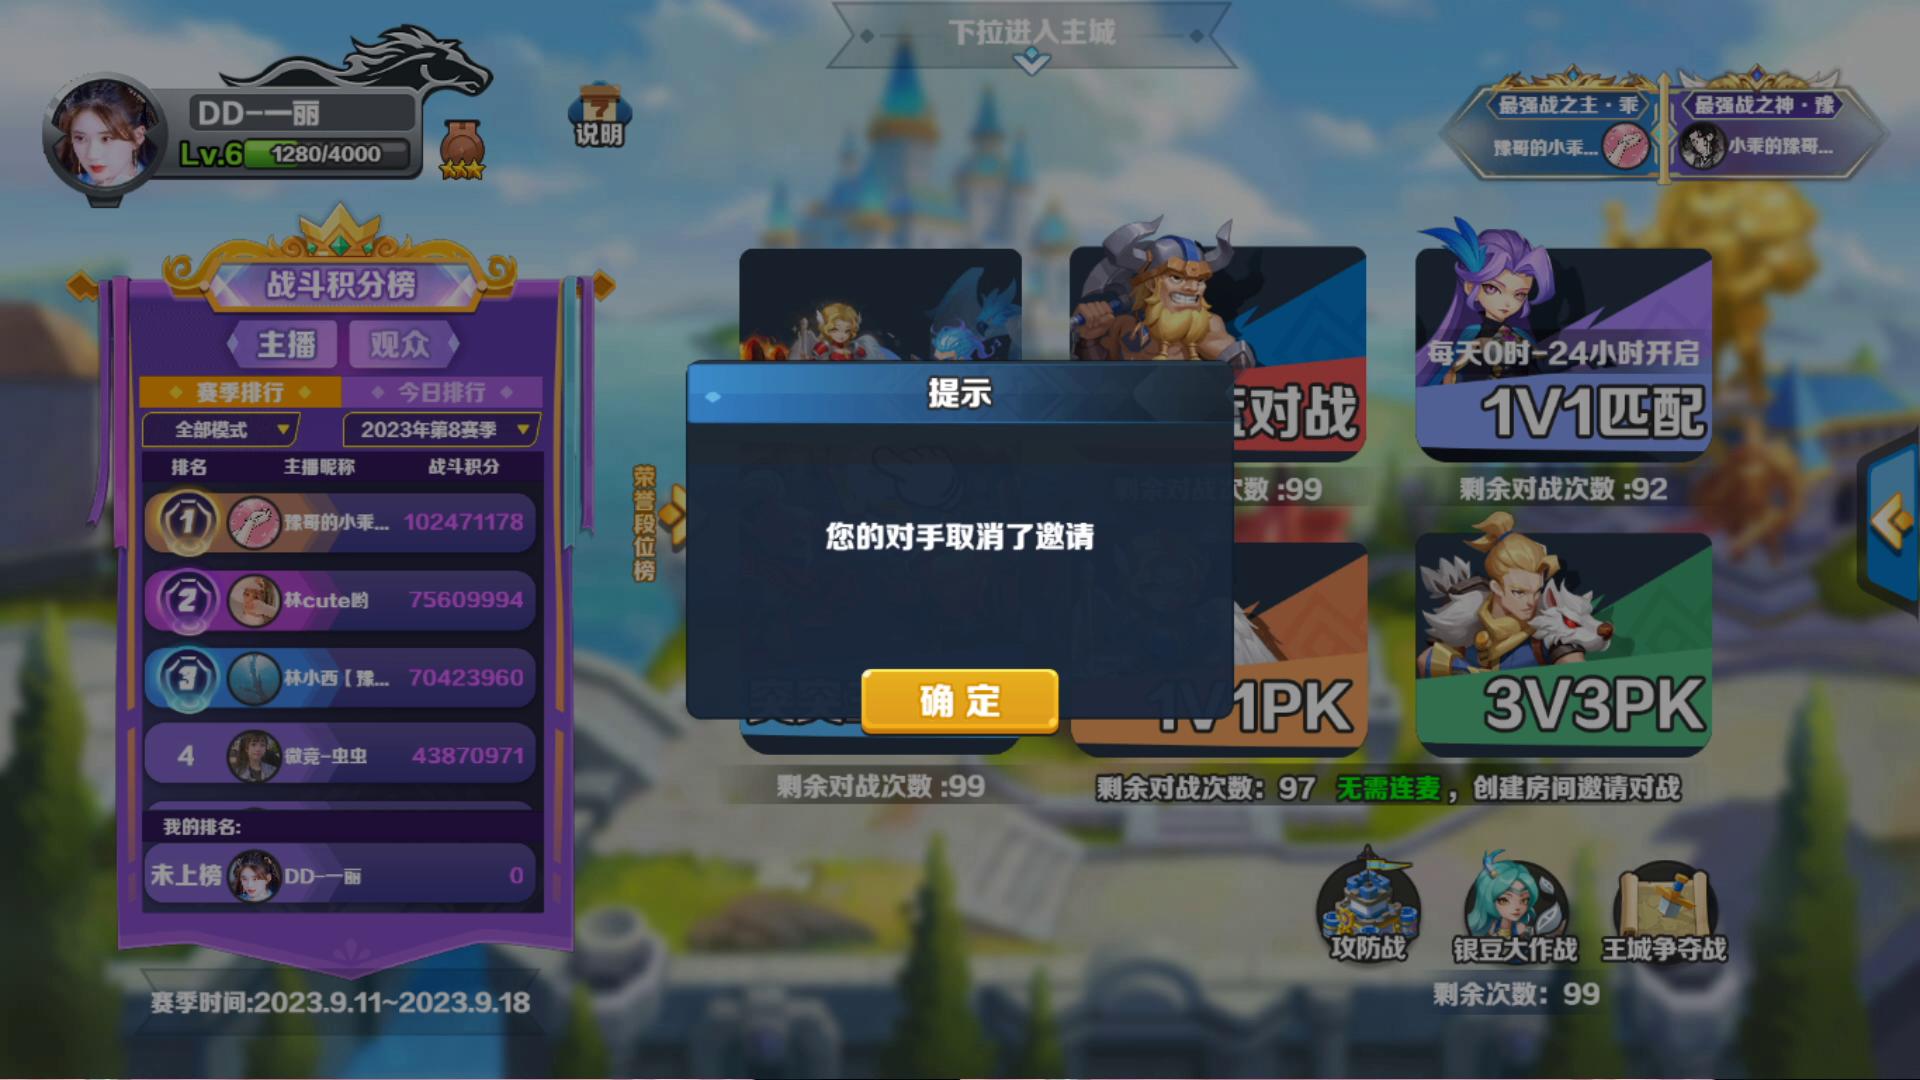 下拉进入主城
DD-一丽
Lv.6 1280/4000
说明
最强战之主·乖
豫哥的小乖...
最强战之神·豫
小乖的豫哥...
战斗积分榜
主播 观众
赛季排行 今日排行
全部模式 2023年第8赛季
排名 主播昵称 战斗积分
1 豫哥的小乖... 102471178
2 林cute哟 75609994
3 林小西【豫... 70423960
4 微竞-虫虫 43870971
我的排名:
未上榜 DD-一丽 0
赛季时间:2023.9.11~2023.9.18
荣誉段位榜
提示
您的对手取消了邀请
确定
对战
剩余对战次数:99
每天0时-24小时开启
1V1匹配
剩余对战次数:92
剩余对战次数:99
1V1PK
3V3PK
剩余对战次数：97 无需连麦，创建房间邀请对战
攻防战
银豆大作战
王城争夺战
剩余次数：99